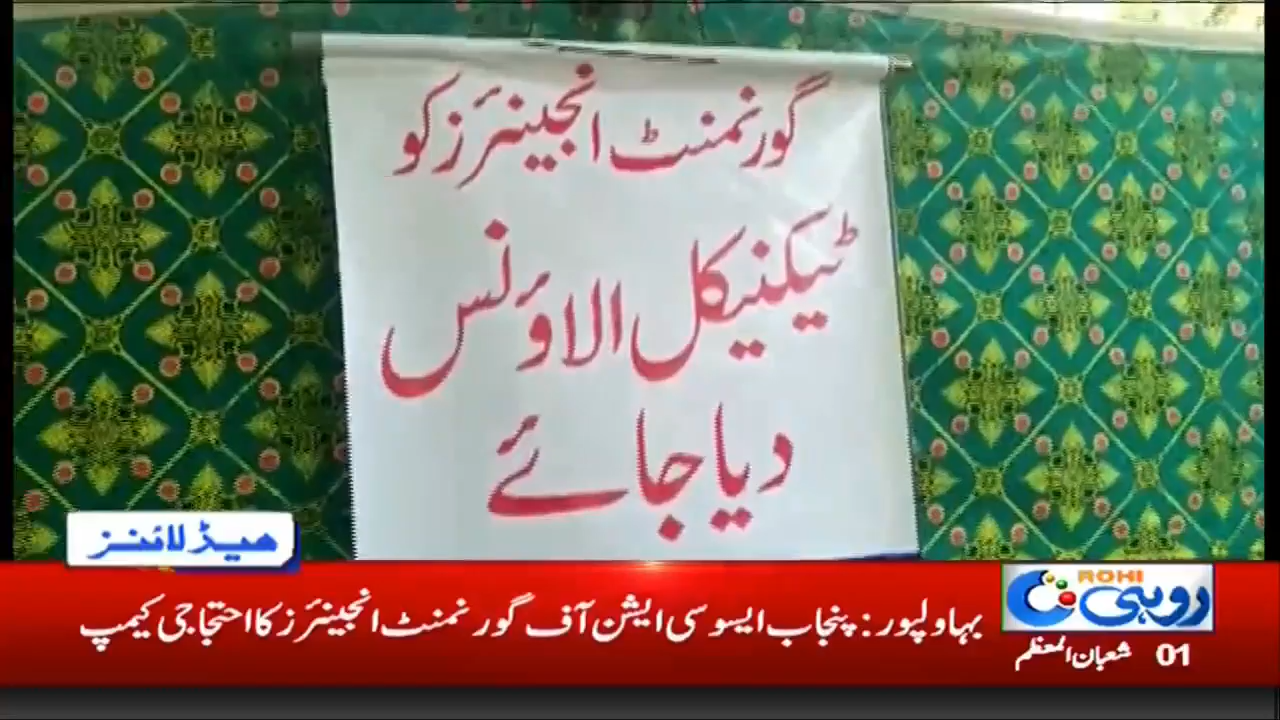 گورنمنٹ انجینئرز کو
ٹیکنیکل الاؤنس
دیا جائے
ہیڈلائنز
بہاولپور: پنجاب ایسوسی ایشن آف گورنمنٹ انجینئرز کا احتجاجی کیمپ
ROHI
روہی
01 شعبان المعظم